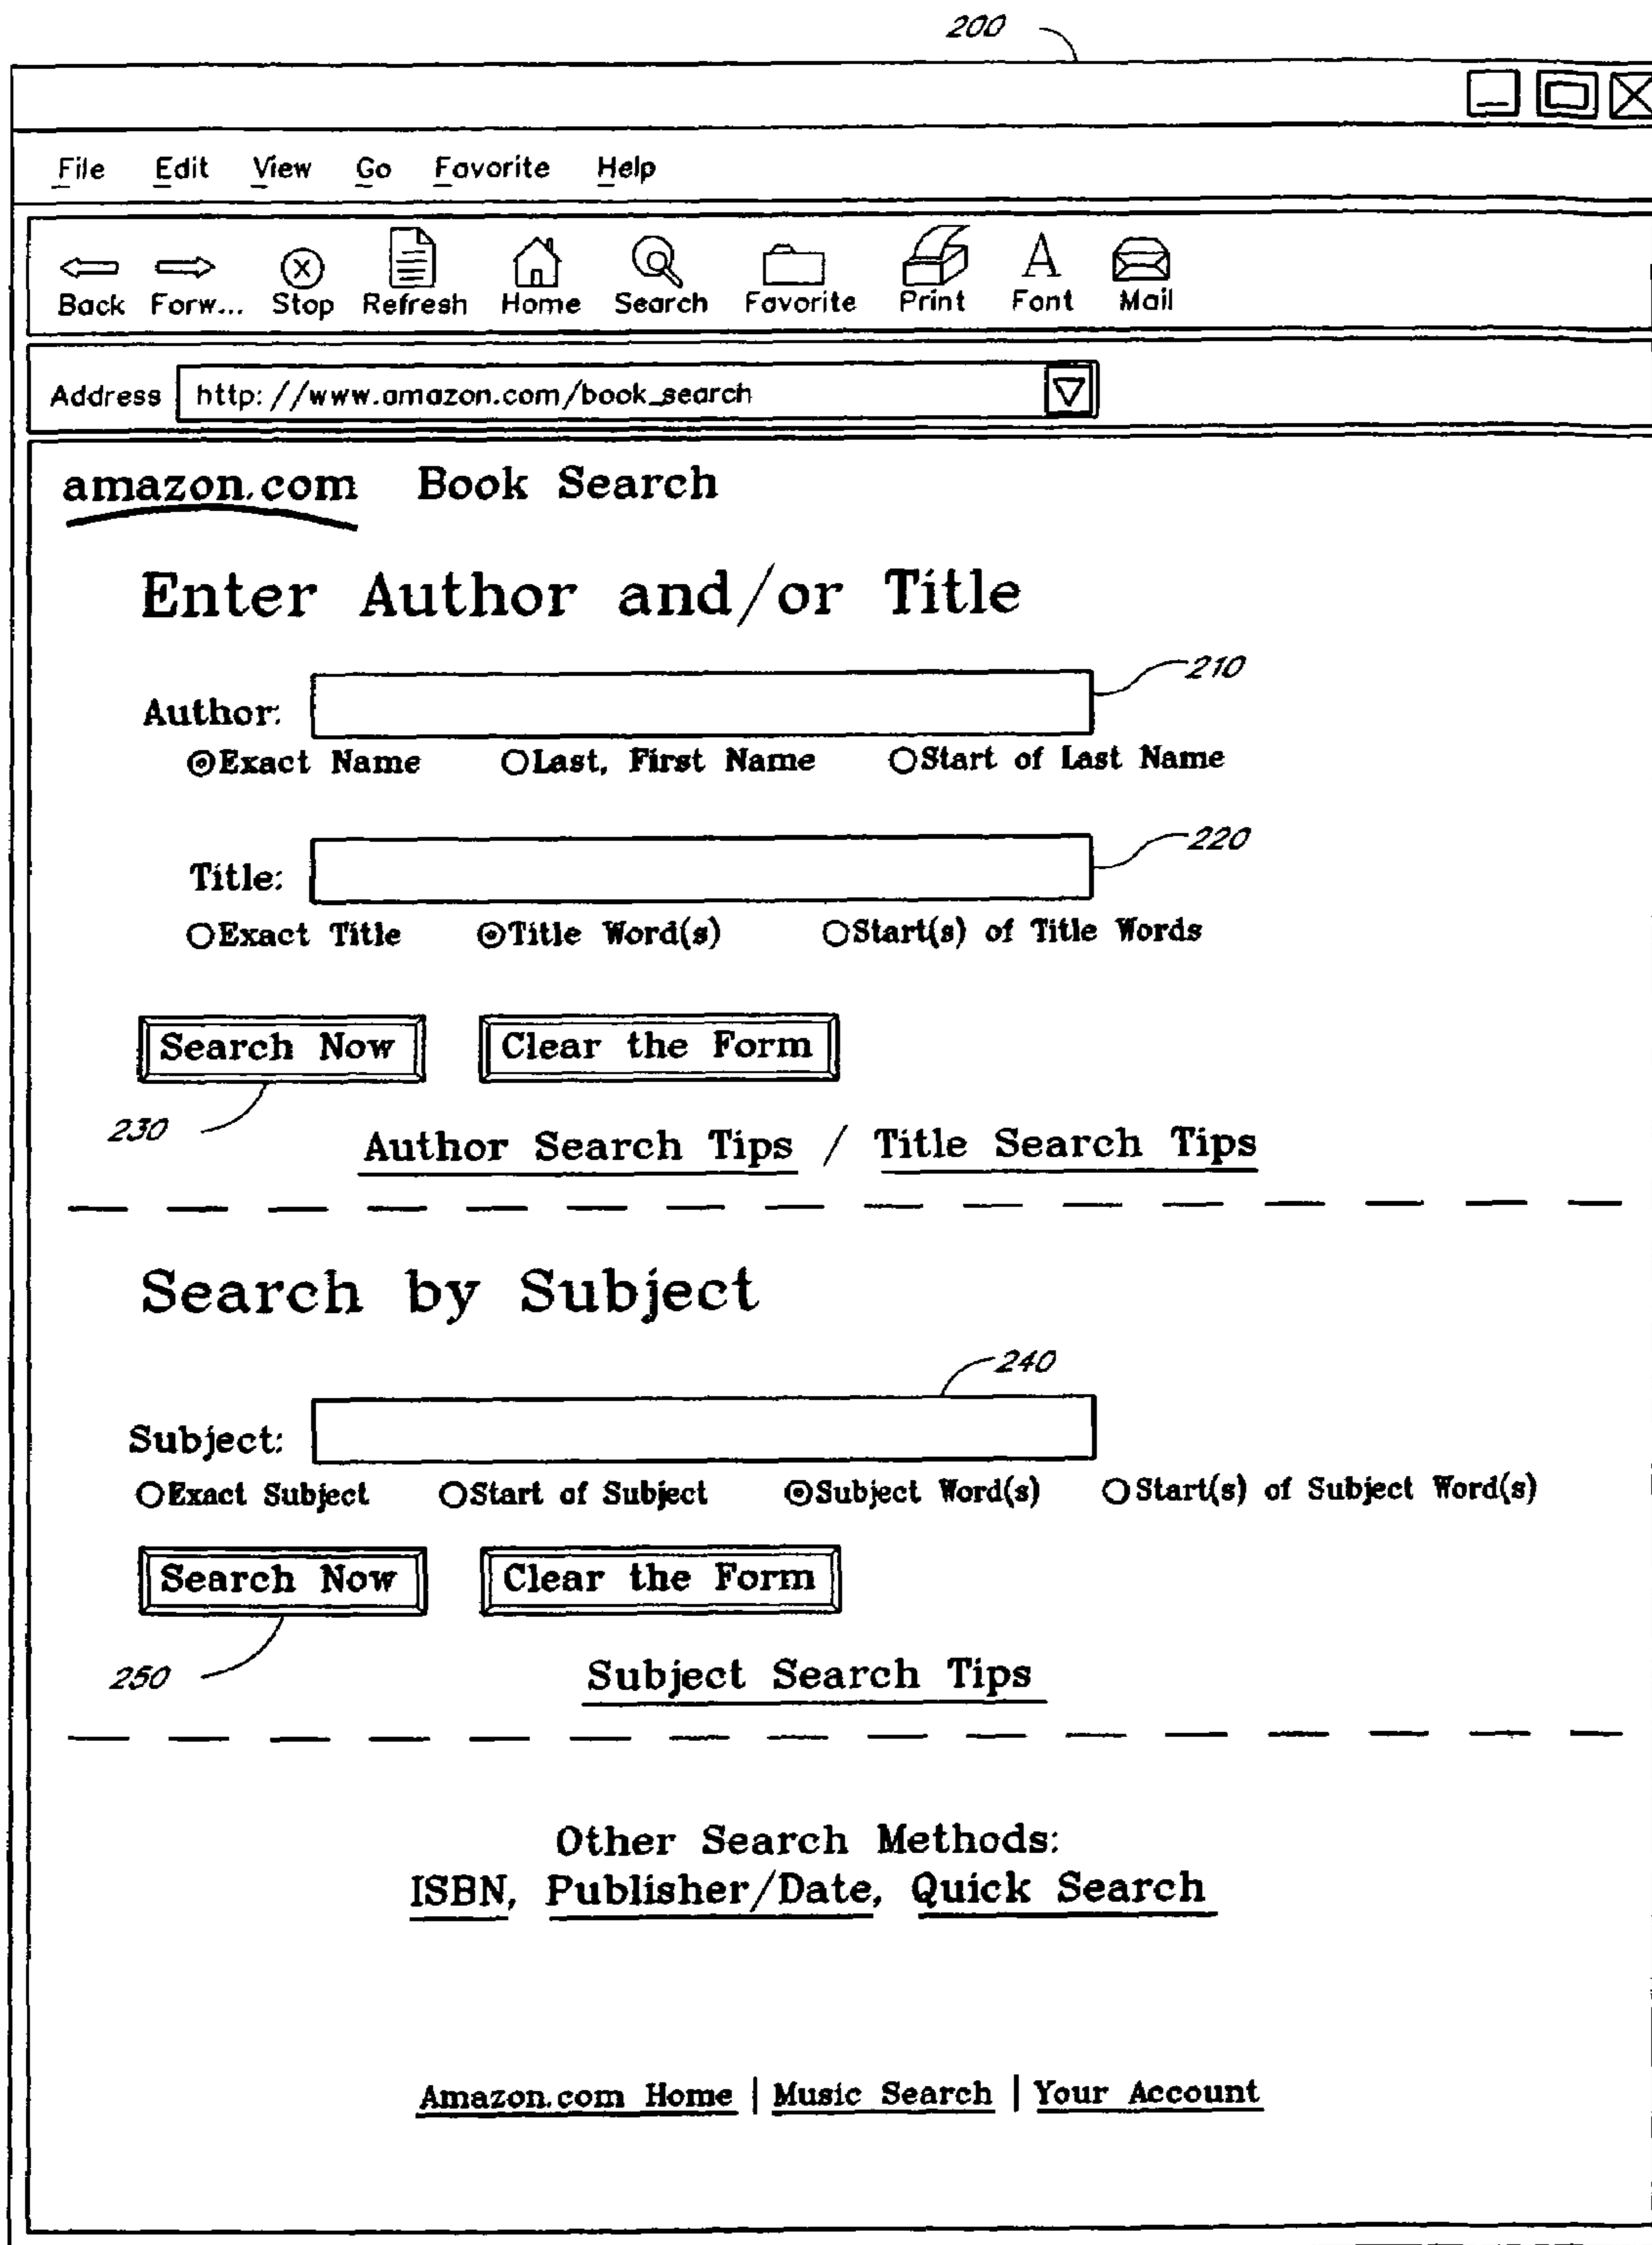 200
File Edit View Go Favorite Help
Back Forw... Stop Refresh Home Search Favorite Print Font Mail
Address http://www.amazon.com/book_search
amazon.com Book Search
Enter Author and/or Title
210
Author:
Exact Name Last, First Name Start of Last Name
220
Title:
Exact Title Title Word(s) Start(s) of Title Words
Search Now Clear the Form
230
Author Search Tips / Title Search Tips
Search by Subject
240
Subject:
Exact Subject Start of Subject Subject Word(s) Start(s) of Subject Word(s)
Search Now Clear the Form
250
Subject Search Tips
Other Search Methods:
ISBN, Publisher/Date, Quick Search
Amazon.com Home | Music Search | Your Account